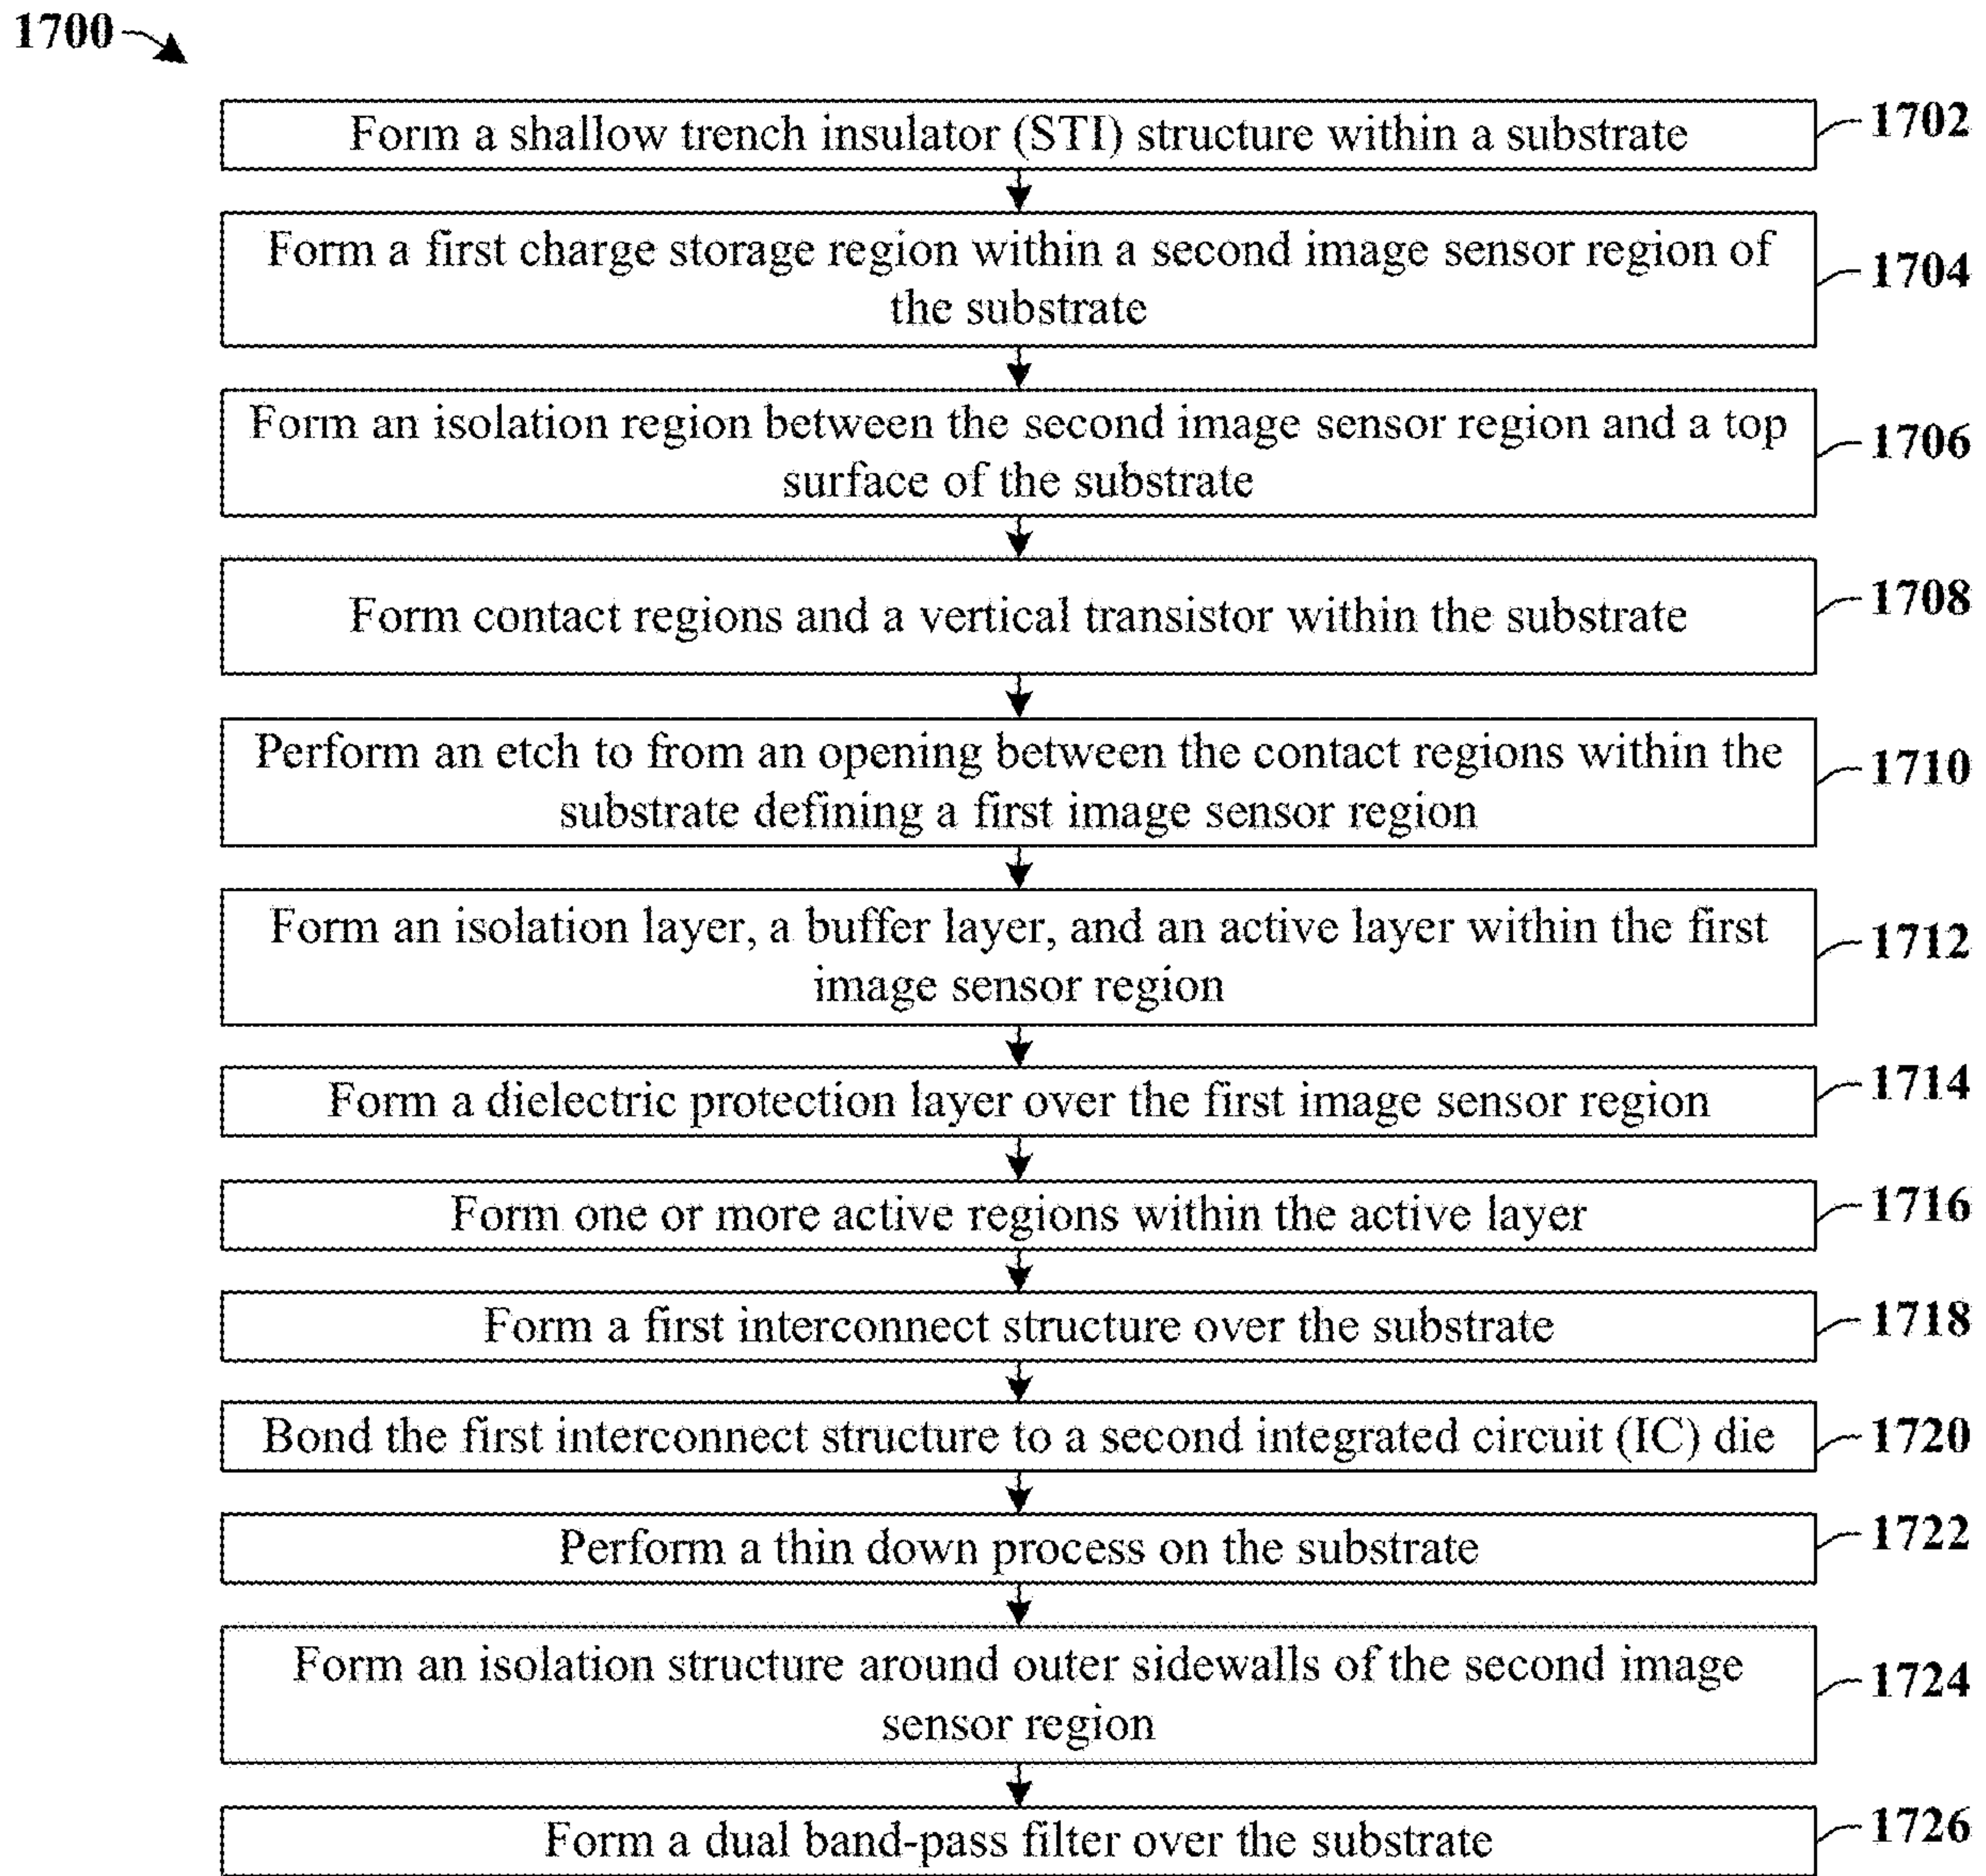 1700
Form a shallow trench insulator (STI) structure within a substrate
1702
Form a first charge storage region within a second image sensor region of
the substrate
1704
Form an isolation region between the second image sensor region and a top
surface of the substrate
1706
Form contact regions and a vertical transistor within the substrate
1708
Perform an etch to from an opening between the contact regions within the
substrate defining a first image sensor region
1710
Form an isolation layer, a buffer layer, and an active layer within the first
image sensor region
1712
Form a dielectric protection layer over the first image sensor region
1714
Form one or more active regions within the active layer
1716
Form a first interconnect structure over the substrate
1718
Bond the first interconnect structure to a second integrated circuit (IC) die
1720
Perform a thin down process on the substrate
1722
Form an isolation structure around outer sidewalls of the second image
sensor region
1724
Form a dual band-pass filter over the substrate
1726